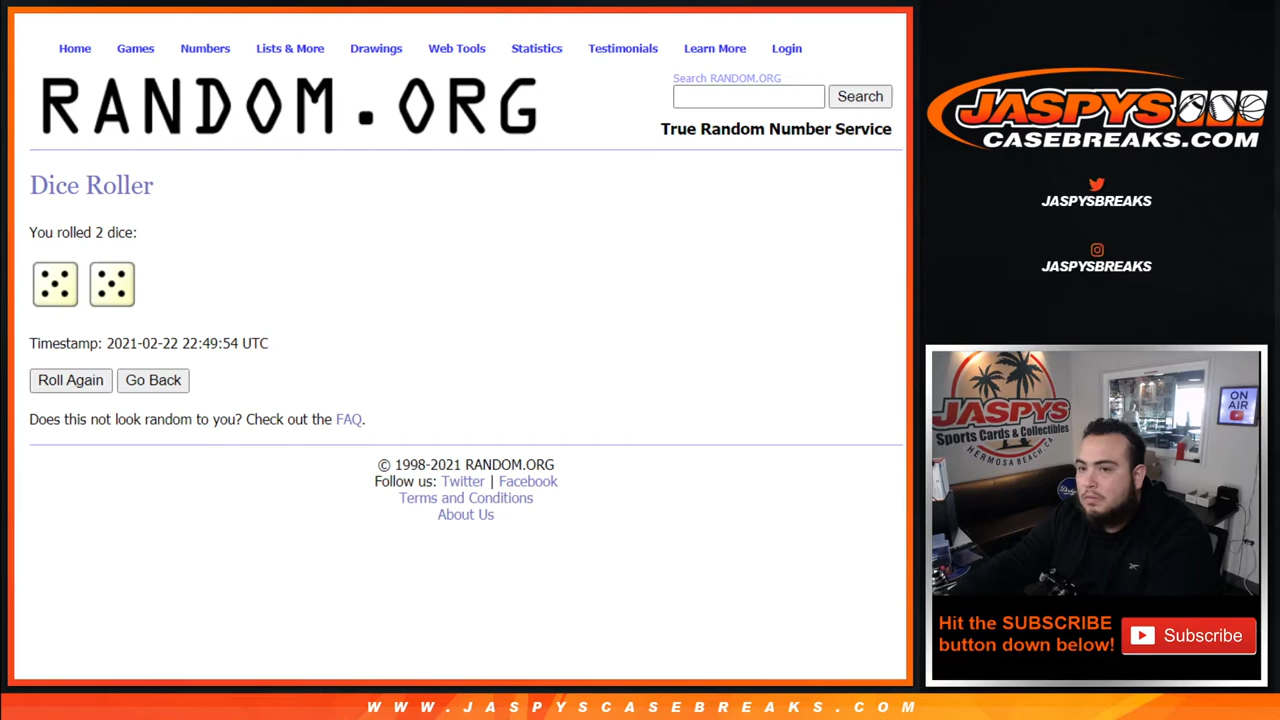 Home Games Numbers Lists & More Drawings Web Tools Statistics Testimonials Learn More Login
RANDOM.ORG
Search RANDOM.ORG
Search
True Random Number Service
Dice Roller
You rolled 2 dice:
Timestamp: 2021-02-22 22:49:54 UTC
Roll Again Go Back
Does this not look random to you? Check out the FAQ.
© 1998-2021 RANDOM.ORG
Follow us: Twitter | Facebook
Terms and Conditions
About Us
JASPYS
CASEBREAKS.COM
JASPYSBREAKS
JASPYSBREAKS
JASPYS
Sports Cards & Collectibles
HERMOSA BEACH, CA
ON
AIR
Hit the SUBSCRIBE
button down below!
Subscribe
WWW.JASPYSCASEBREAKS.COM